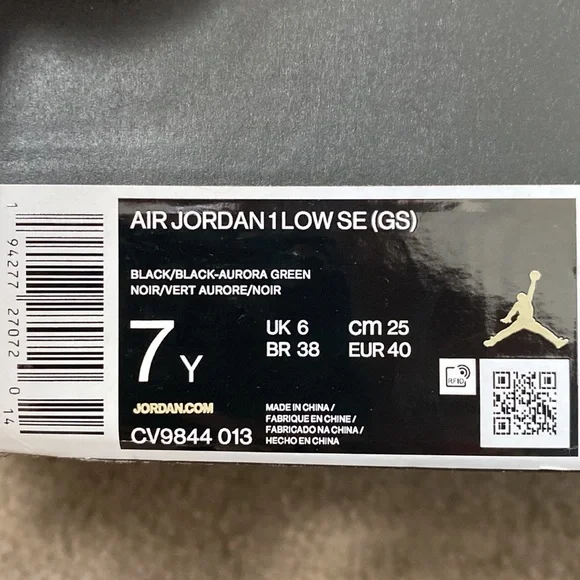 AIR JORDAN 1 LOW SE (GS)
BLACK/BLACK-AURORA GREEN
NOIR/VERT AURORE/NOIR
7 Y
UK 6 cm 25
BR 38 EUR 40
RFID
JORDAN.COM
CV9844 013
MADE IN CHINA /
FABRIQUE EN CHINE /
FABRICADO NA CHINA /
HECHO EN CHINA
1 94277 27072 0 14